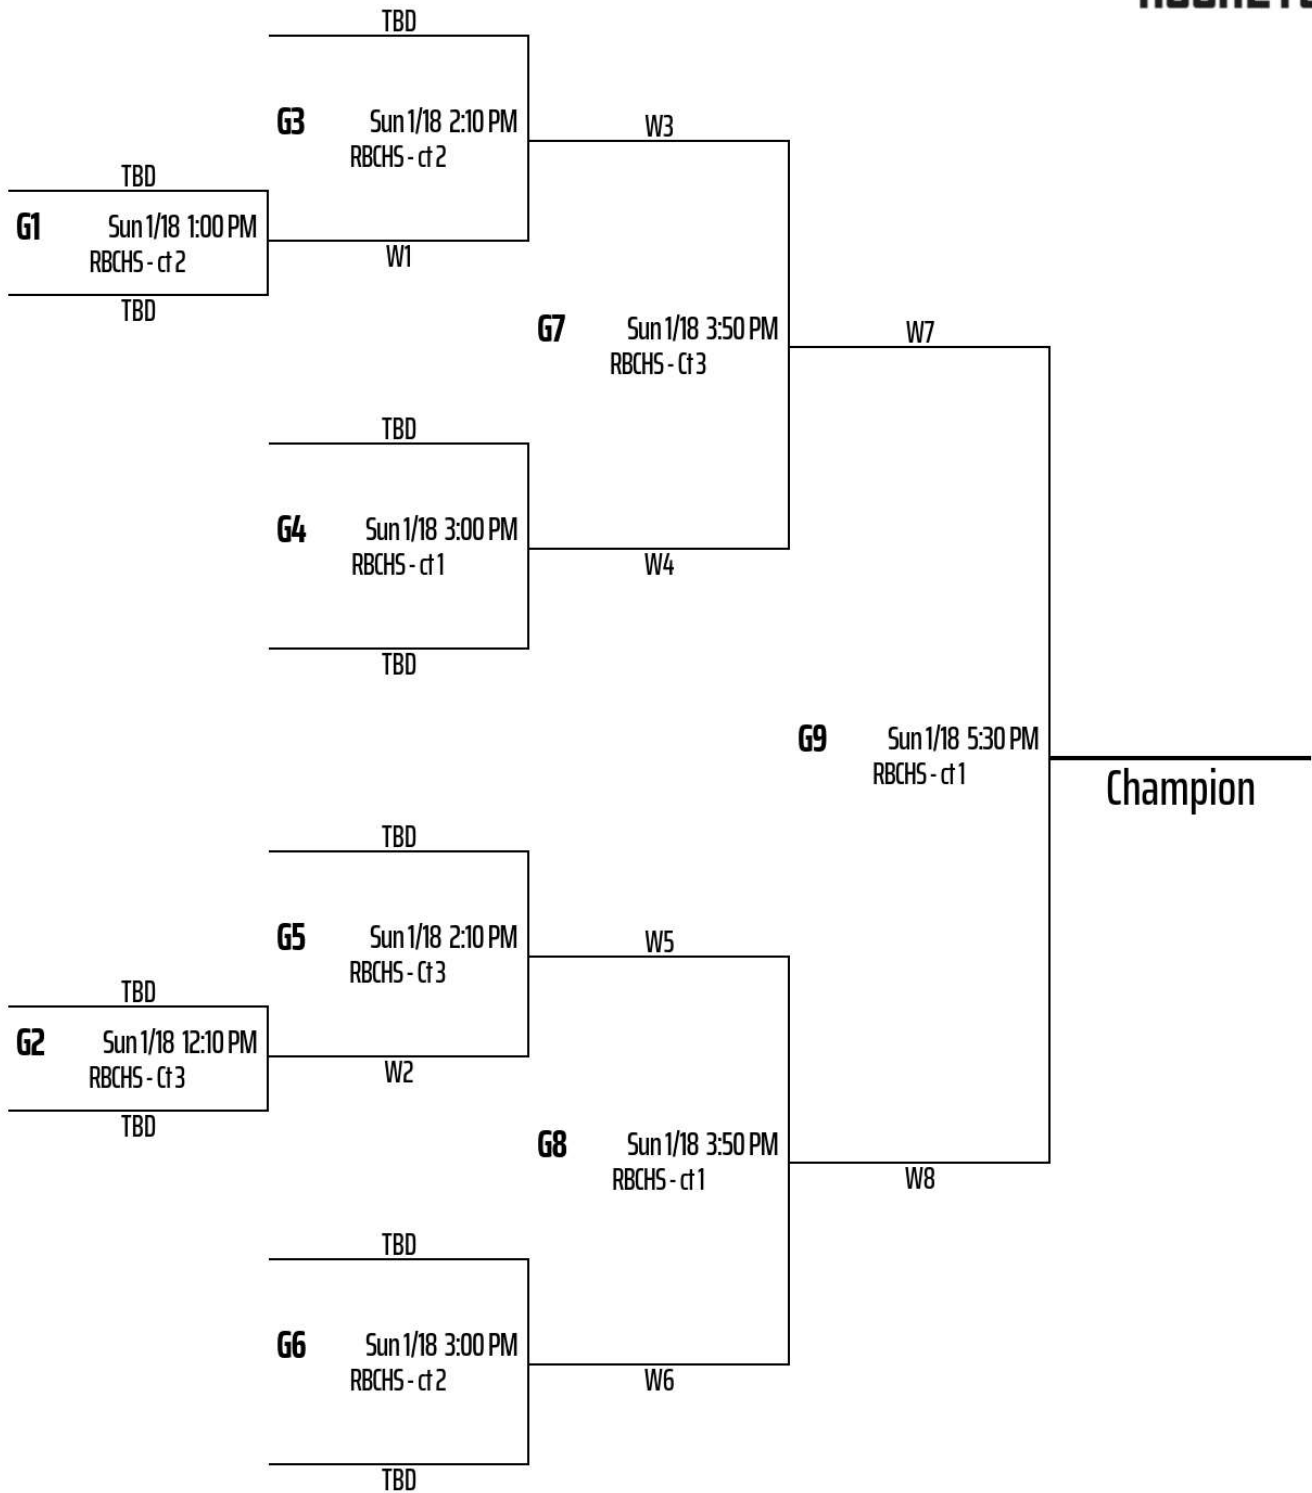 TBD
G3 Sun 1/18 2:10 PM
RBCHS - ct 2
W3
TBD
G1 Sun 1/18 1:00 PM
RBCHS - ct 2
W1
TBD
G7 Sun 1/18 3:50 PM
RBCHS - Ct 3
W7
TBD
G4 Sun 1/18 3:00 PM
RBCHS - ct 1
W4
TBD
G9 Sun 1/18 5:30 PM
RBCHS - ct 1
Champion
TBD
G5 Sun 1/18 2:10 PM
RBCHS - Ct 3
W5
TBD
G2 Sun 1/18 12:10 PM
RBCHS - Ct 3
W2
TBD
G8 Sun 1/18 3:50 PM
RBCHS - ct 1
W8
TBD
G6 Sun 1/18 3:00 PM
RBCHS - ct 2
W6
TBD